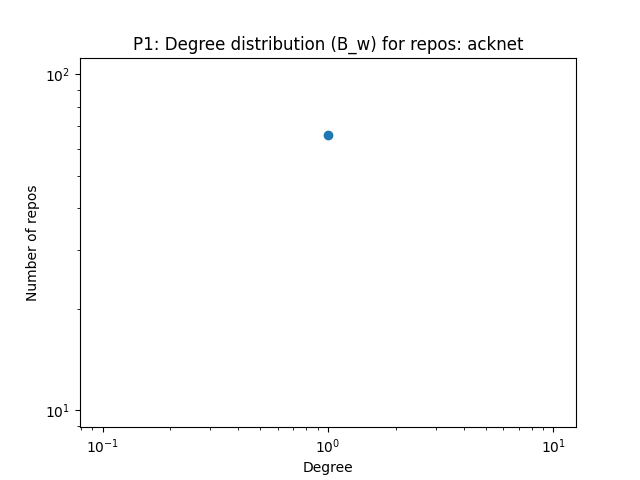 P1: Degree distribution (B_w) for repos: acknet
10²
Number of repos
10¹
10⁻¹ 10⁰ 10¹
Degree